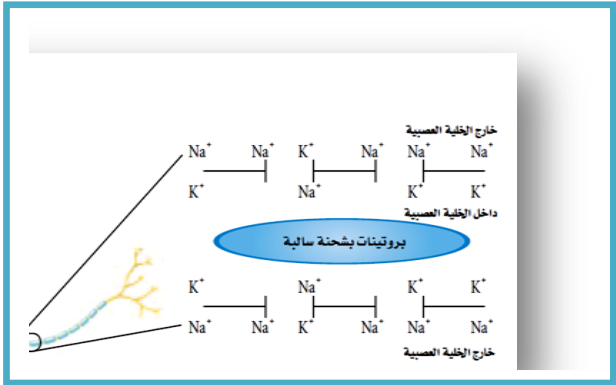 خارج الخلية العصبية
Na⁺ Na⁺ K⁺ Na⁺ Na⁺ Na⁺
K⁺ Na⁺ K⁺ K⁺
داخل الخلية العصبية
بروتينات بشحنة سالبة
K⁺ Na⁺ K⁺ K⁺
Na⁺ Na⁺ K⁺ Na⁺ Na⁺ Na⁺
خارج الخلية العصبية